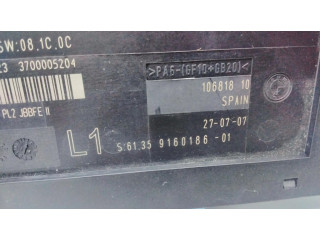 SW:08.1C.0C
23 3700005204
>PA6-(GF10+GB20)<
106818 10
SPAIN
PL2 JBBFE II
27-07-07
L1
S:61.35 9160186-01